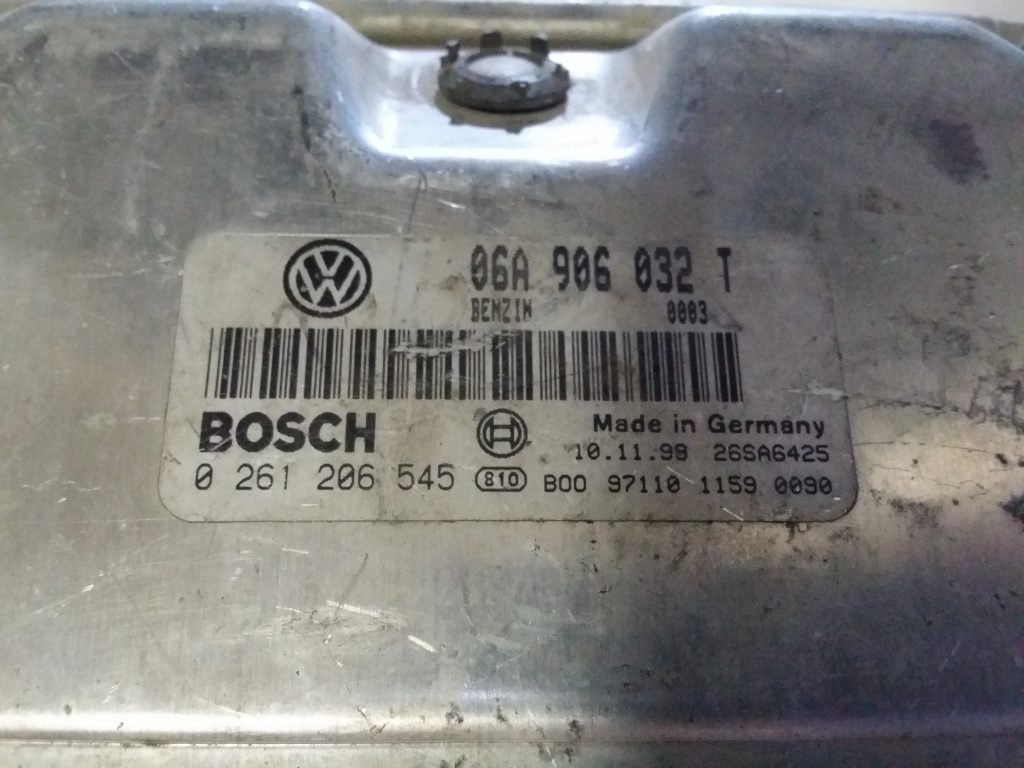 06A 906 032 T
BENZIN 0003
BOSCH
Made in Germany
10.11.99 26SA6425
0 261 206 545 810 B00 97110 1159 0090